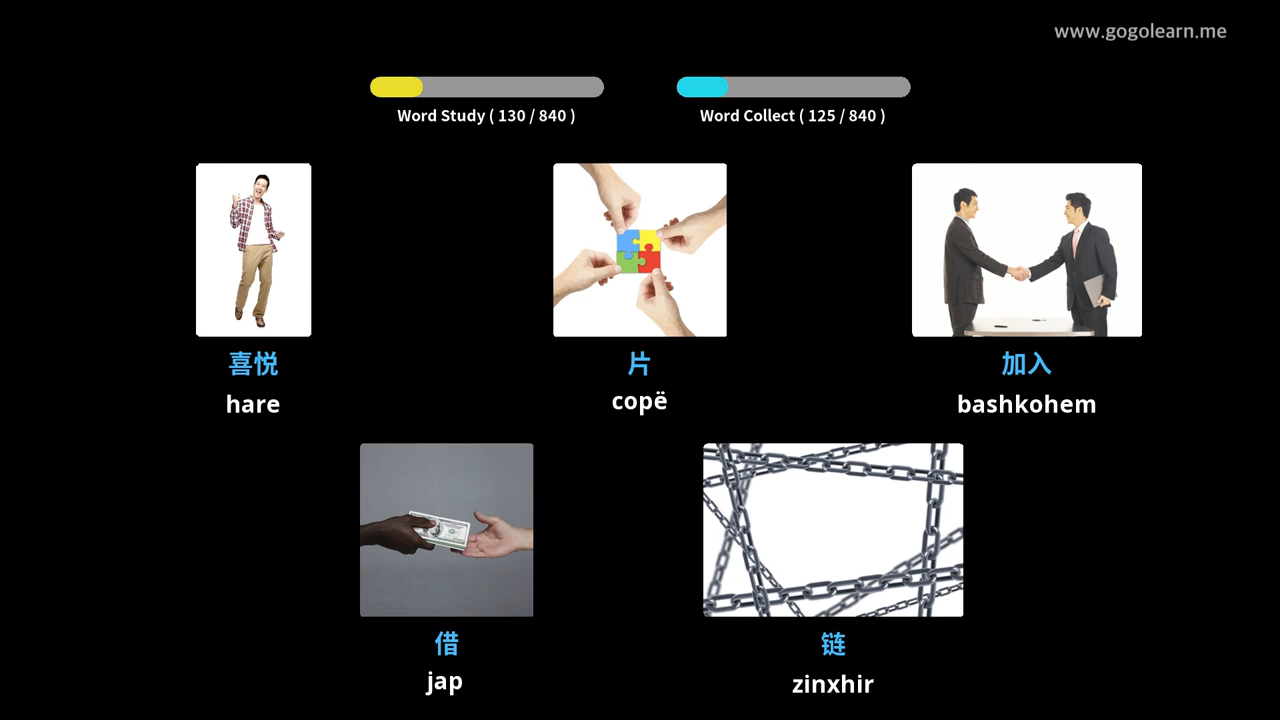 www.gogolearn.me
Word Study ( 130 / 840 )
Word Collect ( 125 / 840 )
喜悦
hare
片
copë
加入
bashkohem
借
jap
链
zinxhir